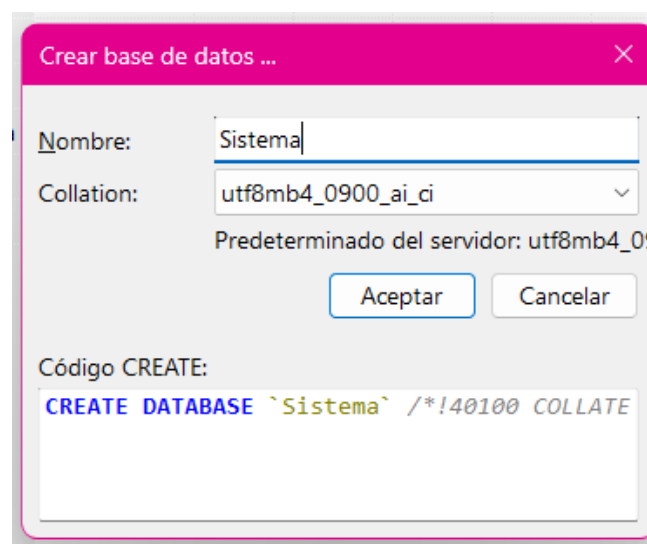 Crear base de datos ...
Nombre: Sistema
Collation: utf8mb4_0900_ai_ci
Predeterminado del servidor: utf8mb4_09
Aceptar Cancelar
Código CREATE:
CREATE DATABASE `Sistema` /*!40100 COLLATE